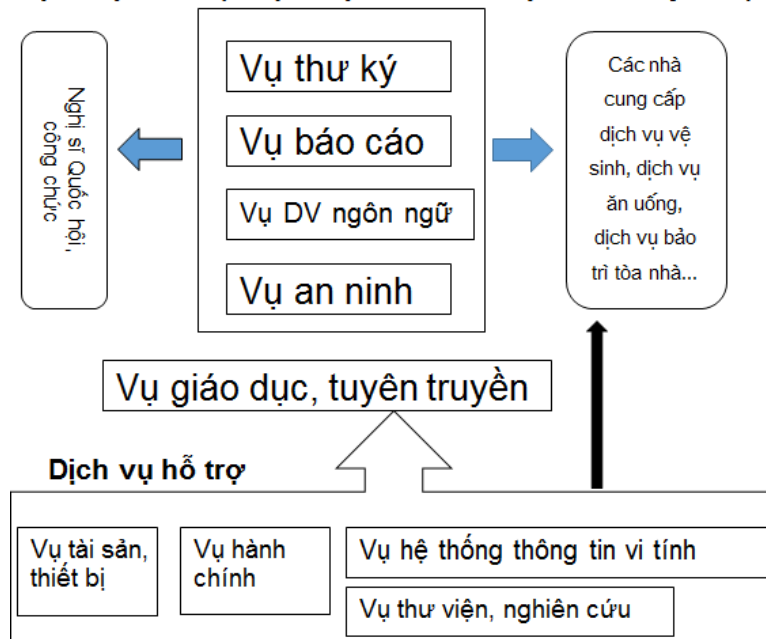 Nghị sĩ Quốc hội,
công chức
Vụ thư ký
Vụ báo cáo
Vụ DV ngôn ngữ
Vụ an ninh
Các nhà
cung cấp
dịch vụ vệ
sinh, dịch vụ
ăn uống,
dịch vụ bảo
trì tòa nhà...
Vụ giáo dục, tuyên truyền
Dịch vụ hỗ trợ
Vụ tài sản,
thiết bị
Vụ hành
chính
Vụ hệ thống thông tin vi tính
Vụ thư viện, nghiên cứu